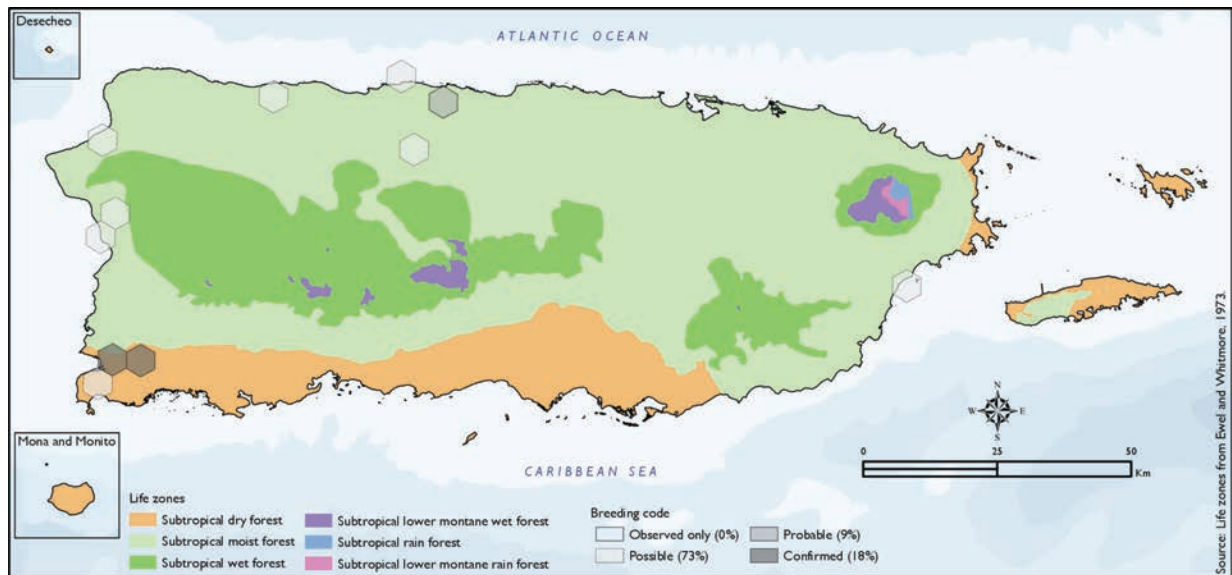 Desecheo
ATLANTIC OCEAN
Source: Life zones from Ewel and Whitmore, 1973.
N
W
E
S
Mona and Monito
0
25
50
Km
CARIBBEAN SEA
Life zones
Subtropical dry forest
Subtropical moist forest
Subtropical wet forest
Subtropical lower montane wet forest
Subtropical rain forest
Subtropical lower montane rain forest
Breeding code
Observed only (0%)
Possible (73%)
Probable (9%)
Confirmed (18%)